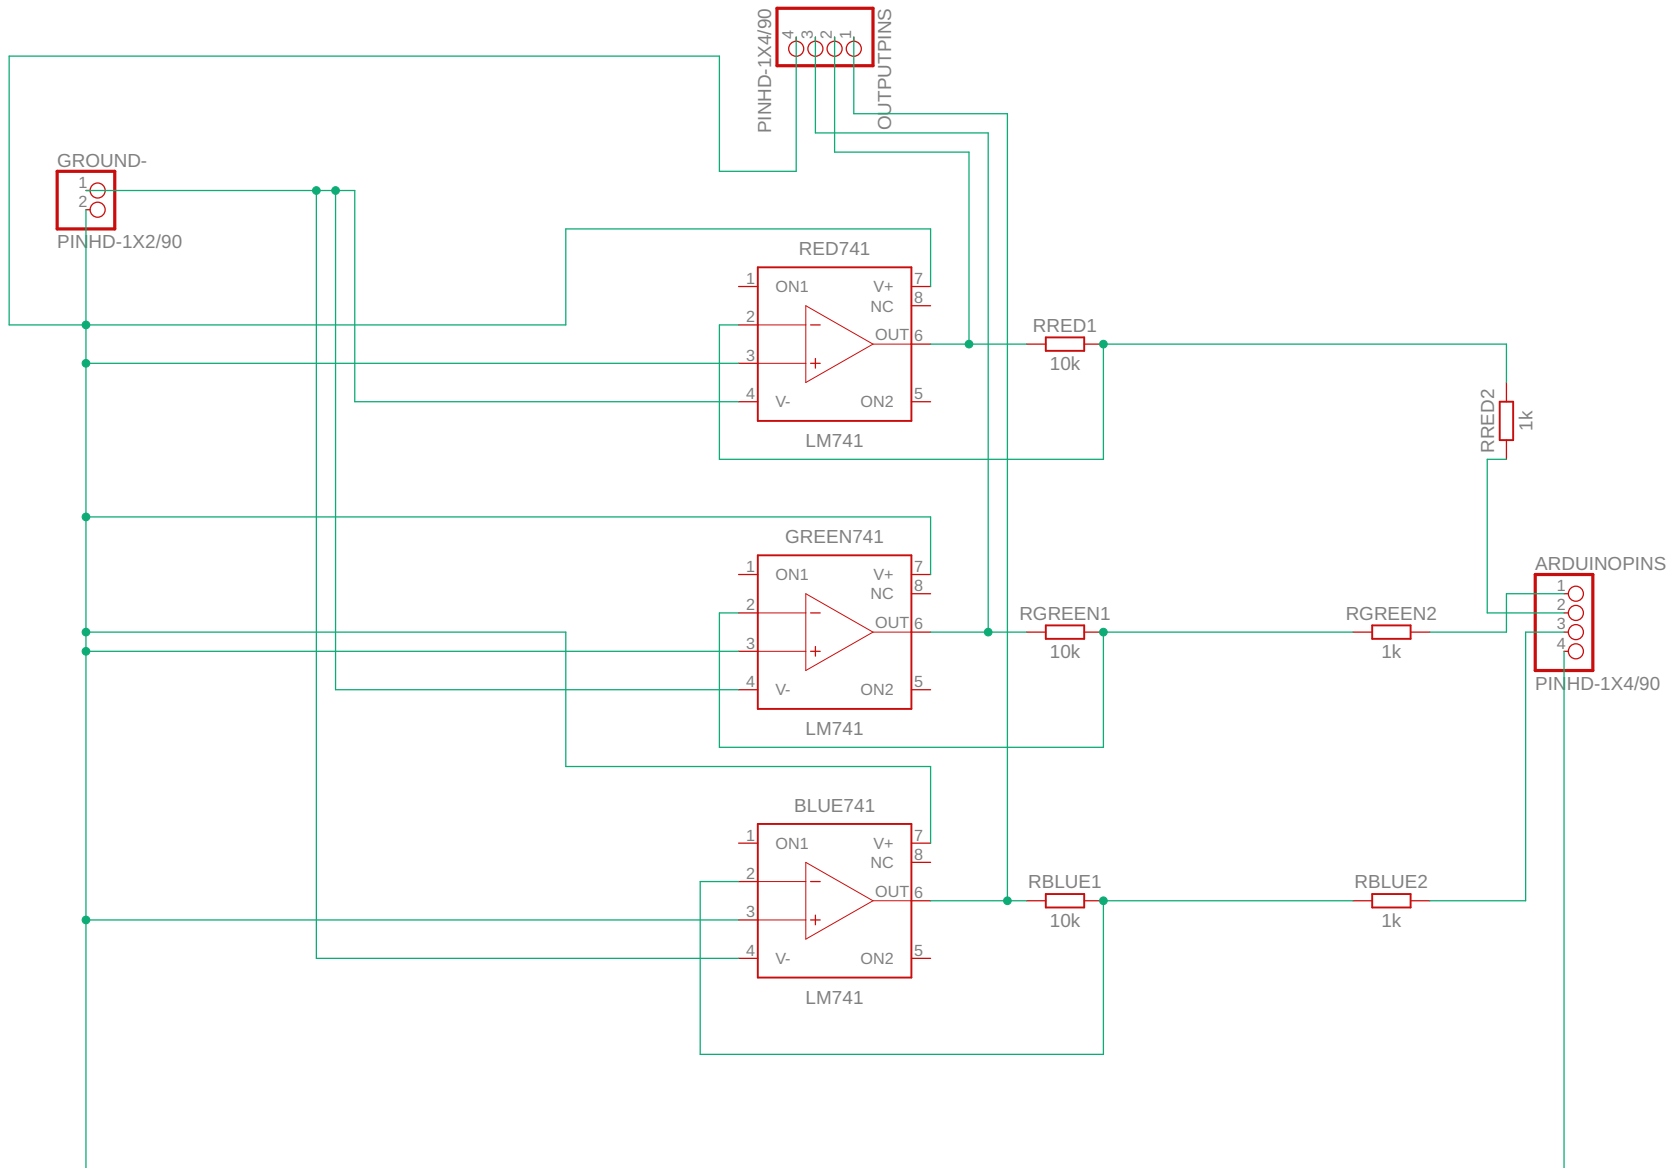 PINHD-1X4/90
4
3
2
1
OUTPUTPINS
GROUND-
1
2
PINHD-1X2/90
RED741
1 ON1 V+ 7
NC 8
2 −
OUT 6
3 +
4 V- ON2 5
LM741
RRED1
10k
RRED2
1k
GREEN741
1 ON1 V+ 7
NC 8
2 −
OUT 6
3 +
4 V- ON2 5
LM741
RGREEN1
10k
RGREEN2
1k
ARDUINOPINS
1
2
3
4
PINHD-1X4/90
BLUE741
1 ON1 V+ 7
NC 8
2 −
OUT 6
3 +
4 V- ON2 5
LM741
RBLUE1
10k
RBLUE2
1k